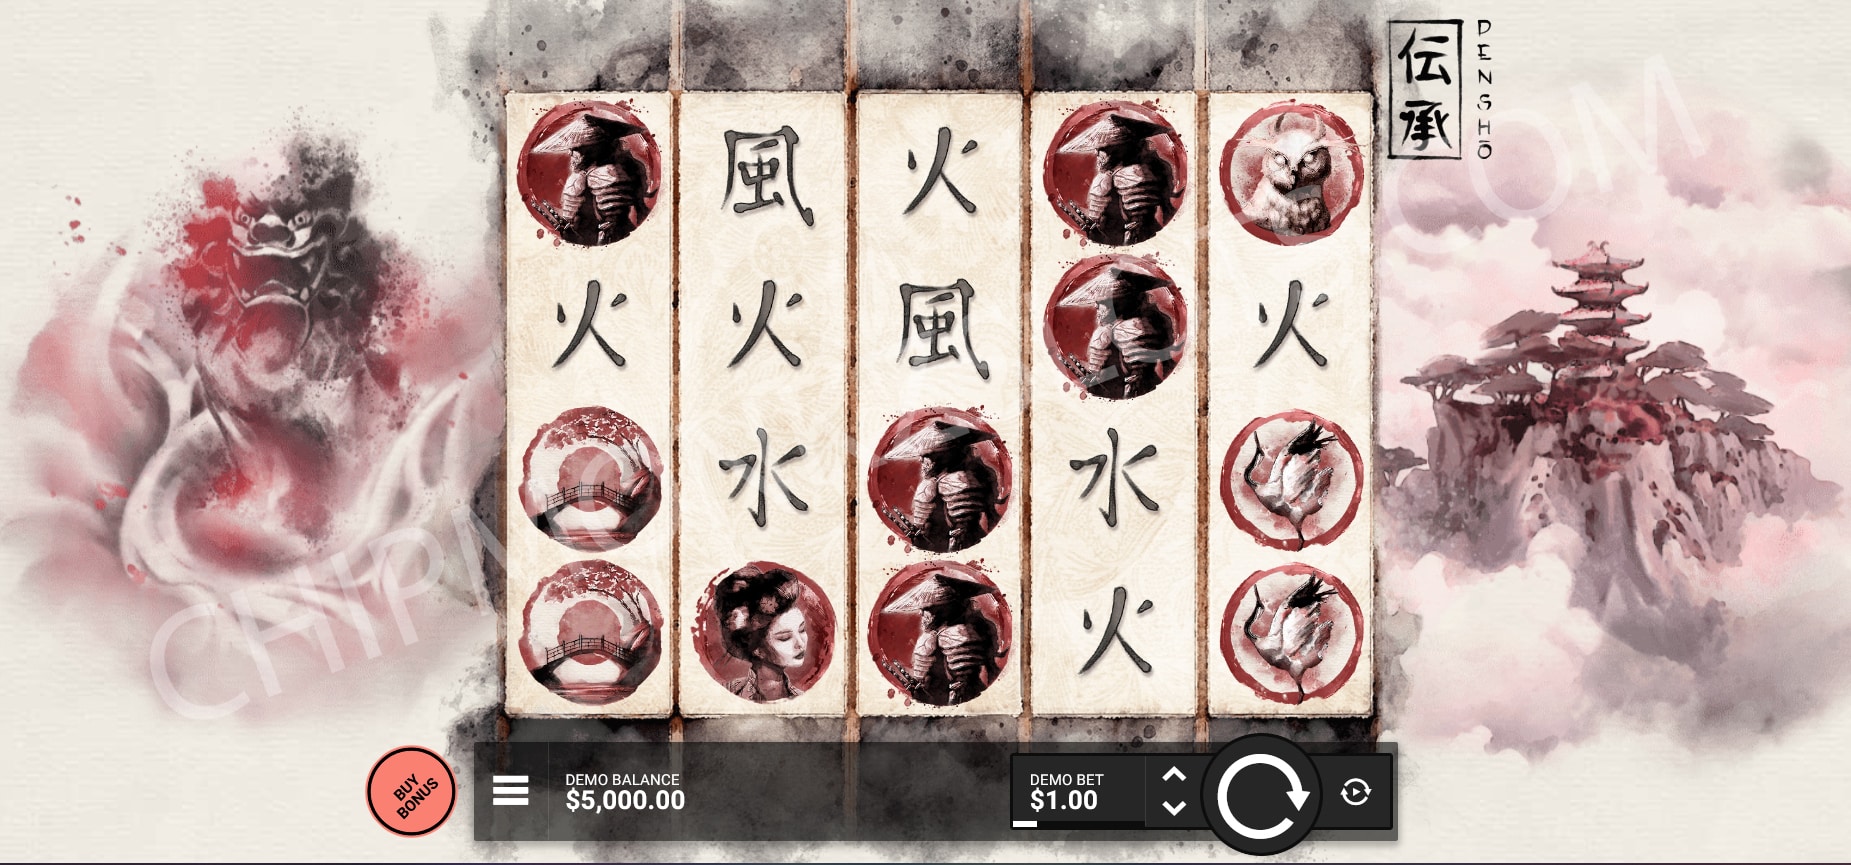 伝承
DENSHŌ
風 火
火 火 風 火
水 水
火
BUY
BONUS
DEMO BALANCE
$5,000.00
DEMO BET
$1.00